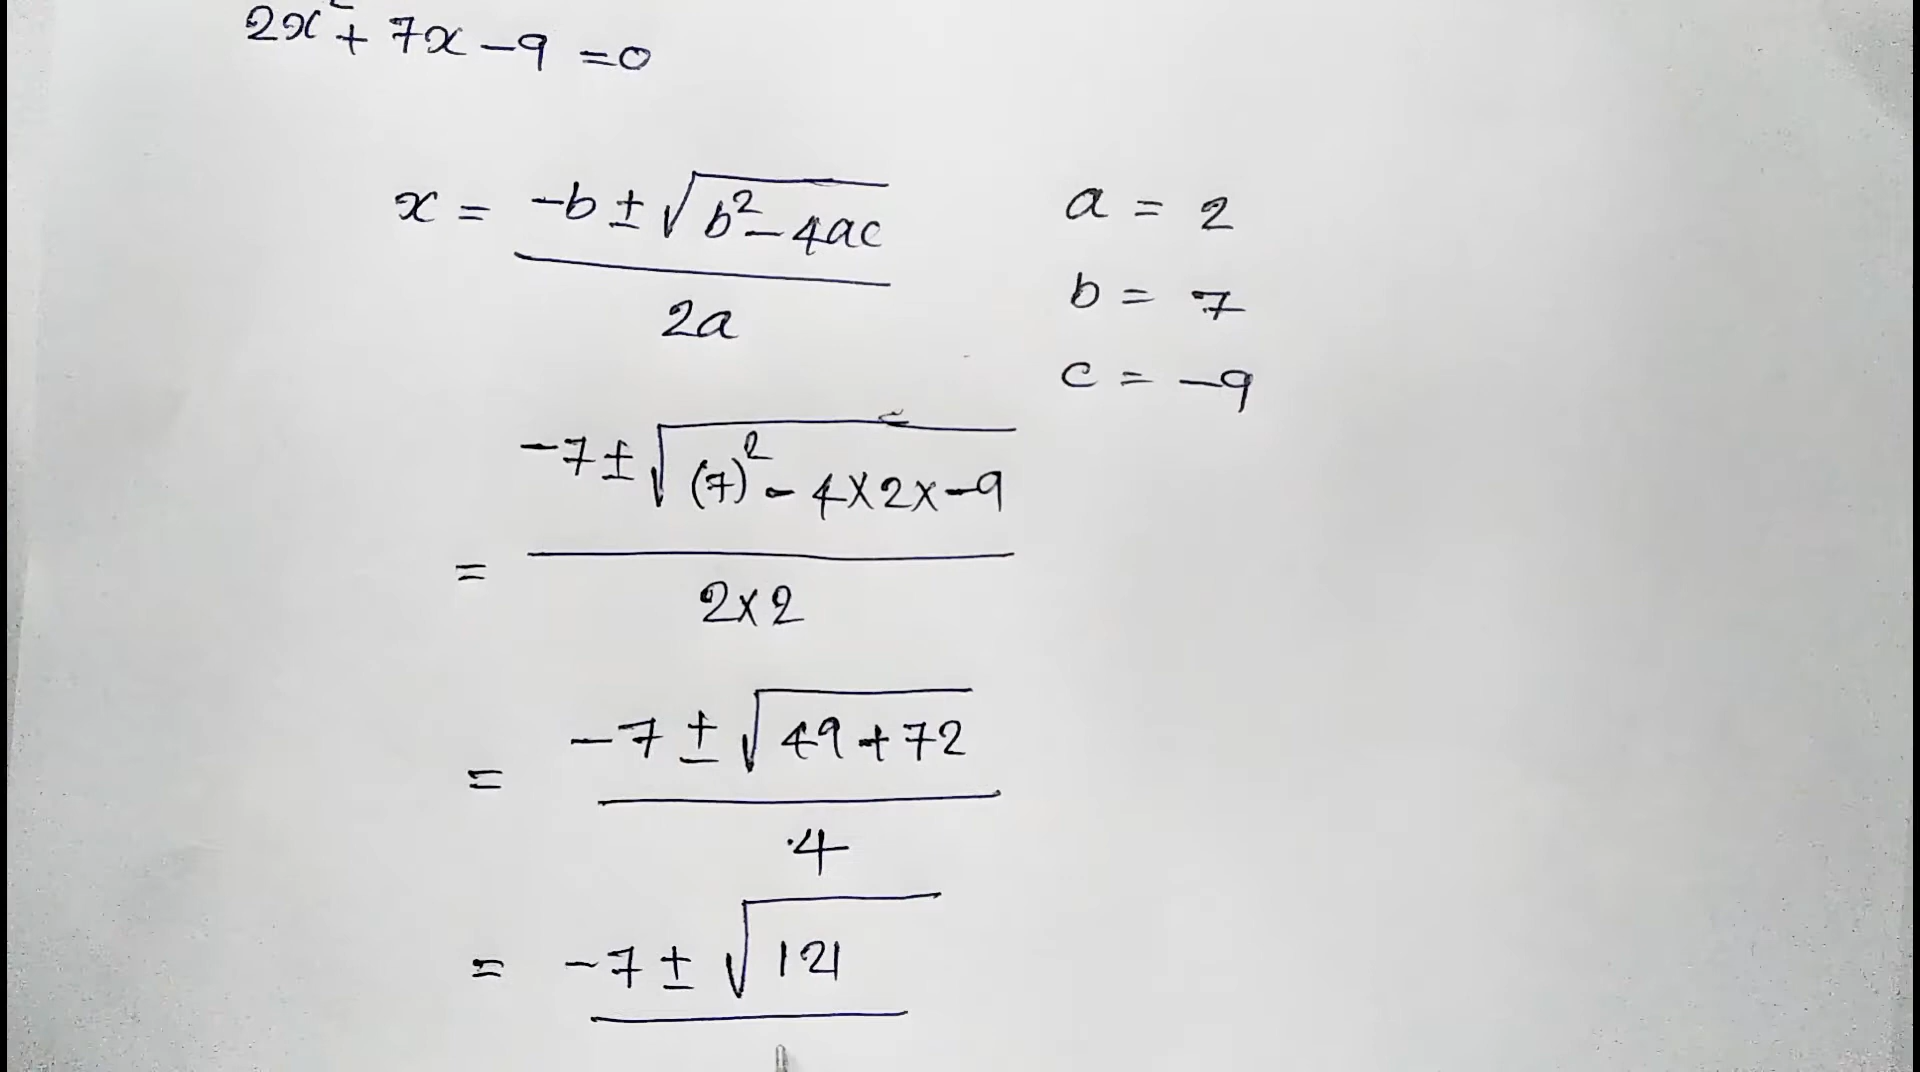 2x² + 7x - 9 = 0
x = -b ± √b² - 4ac a = 2
2a
b = 7
c = -9
-7 ± √(7)² - 4 × 2 × -9
=
2 × 2
-7 ± √49 + 72
=
4
= -7 ± √121